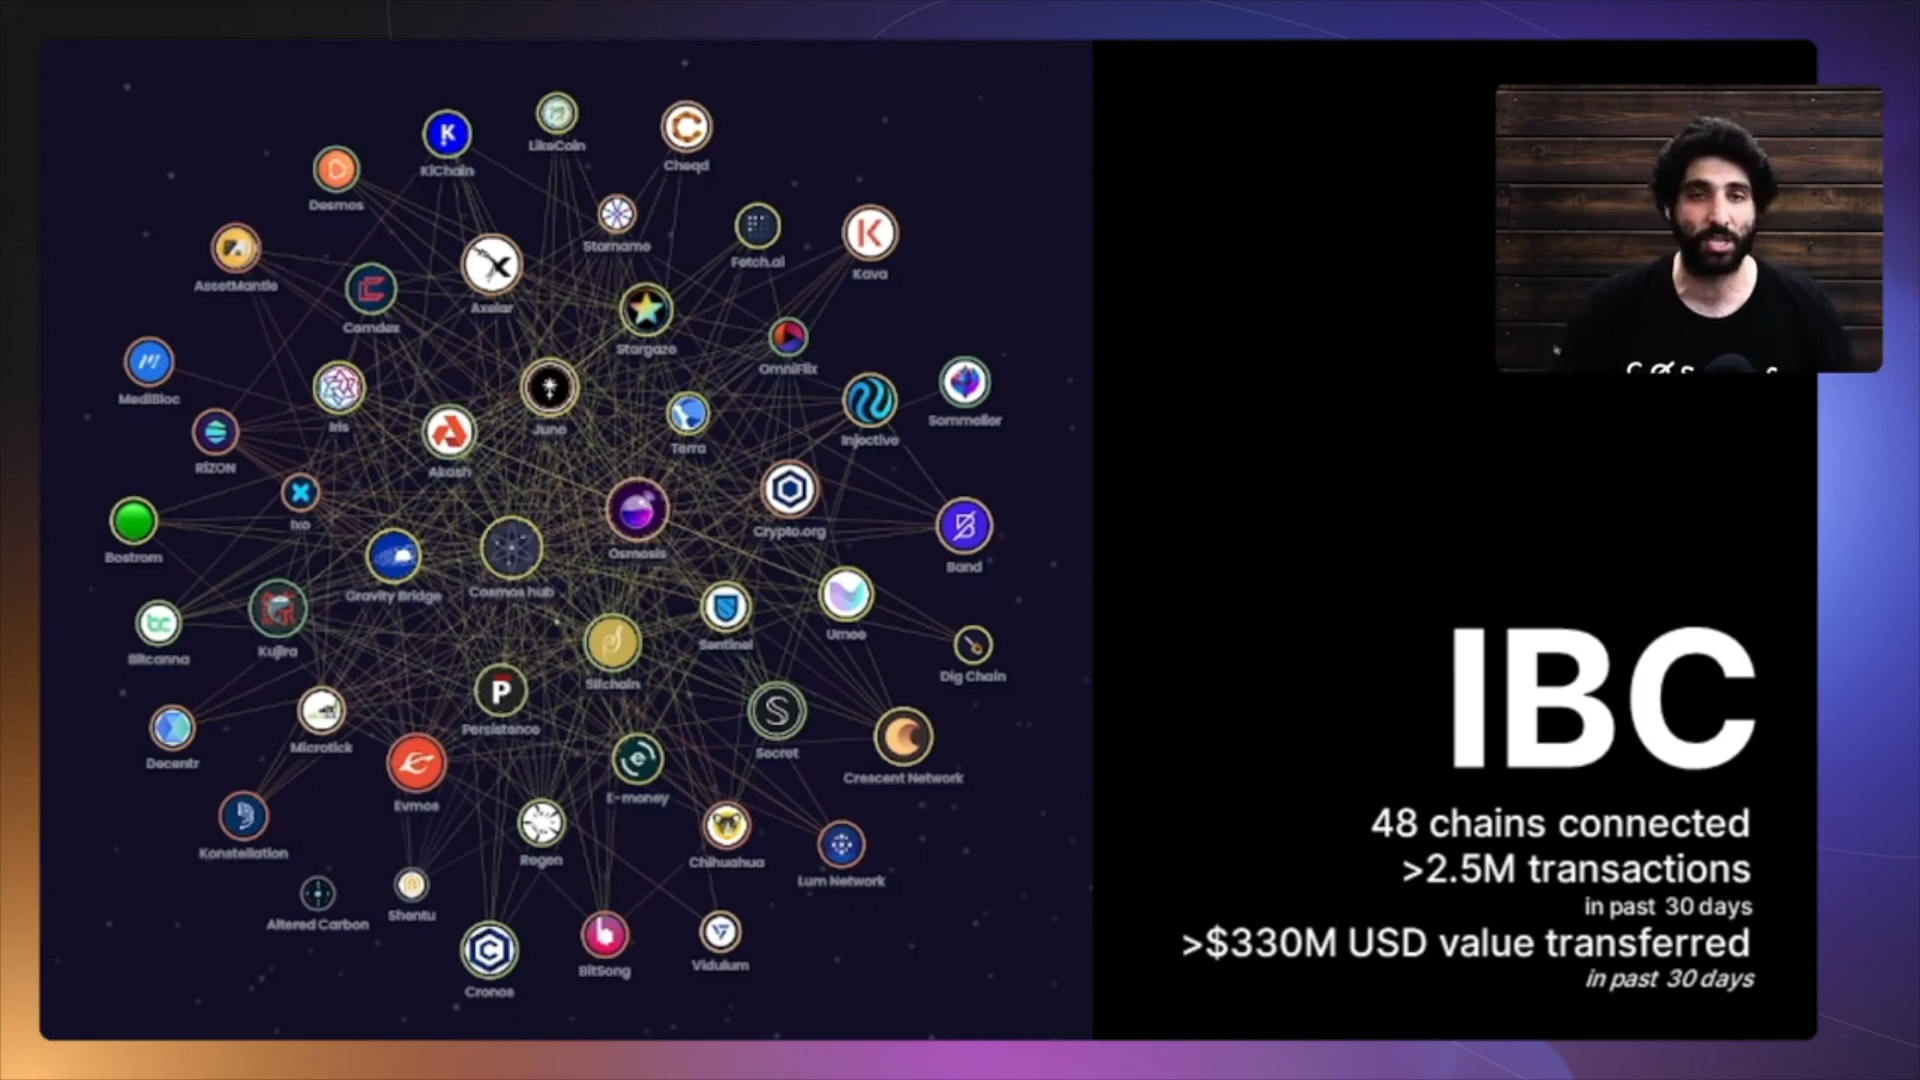 LikeCoin
Cheqd
KiChain
Desmos
Starname
Fetch.ai
Kava
AssetMantle
Axelar
Comdex
Stargaze
OmniFlix
MediBloc
Iris
Juno
Terra
Injective
Sommelier
RIZON
Akash
Ixo
Osmosis
Crypto.org
Bostrom
Band
Gravity Bridge
Cosmos hub
Kujira
Sentinel
Umee
Bitcanna
Sifchain
Dig Chain
Persistence
Secret
Decentr
Microtick
Crescent Network
Evmos
E-money
Konstellation
Regen
Chihuahua
Lum Network
Altered Carbon
Shentu
Cronos
BitSong
Vidulum
IBC
48 chains connected
>2.5M transactions
in past 30 days
>$330M USD value transferred
in past 30 days